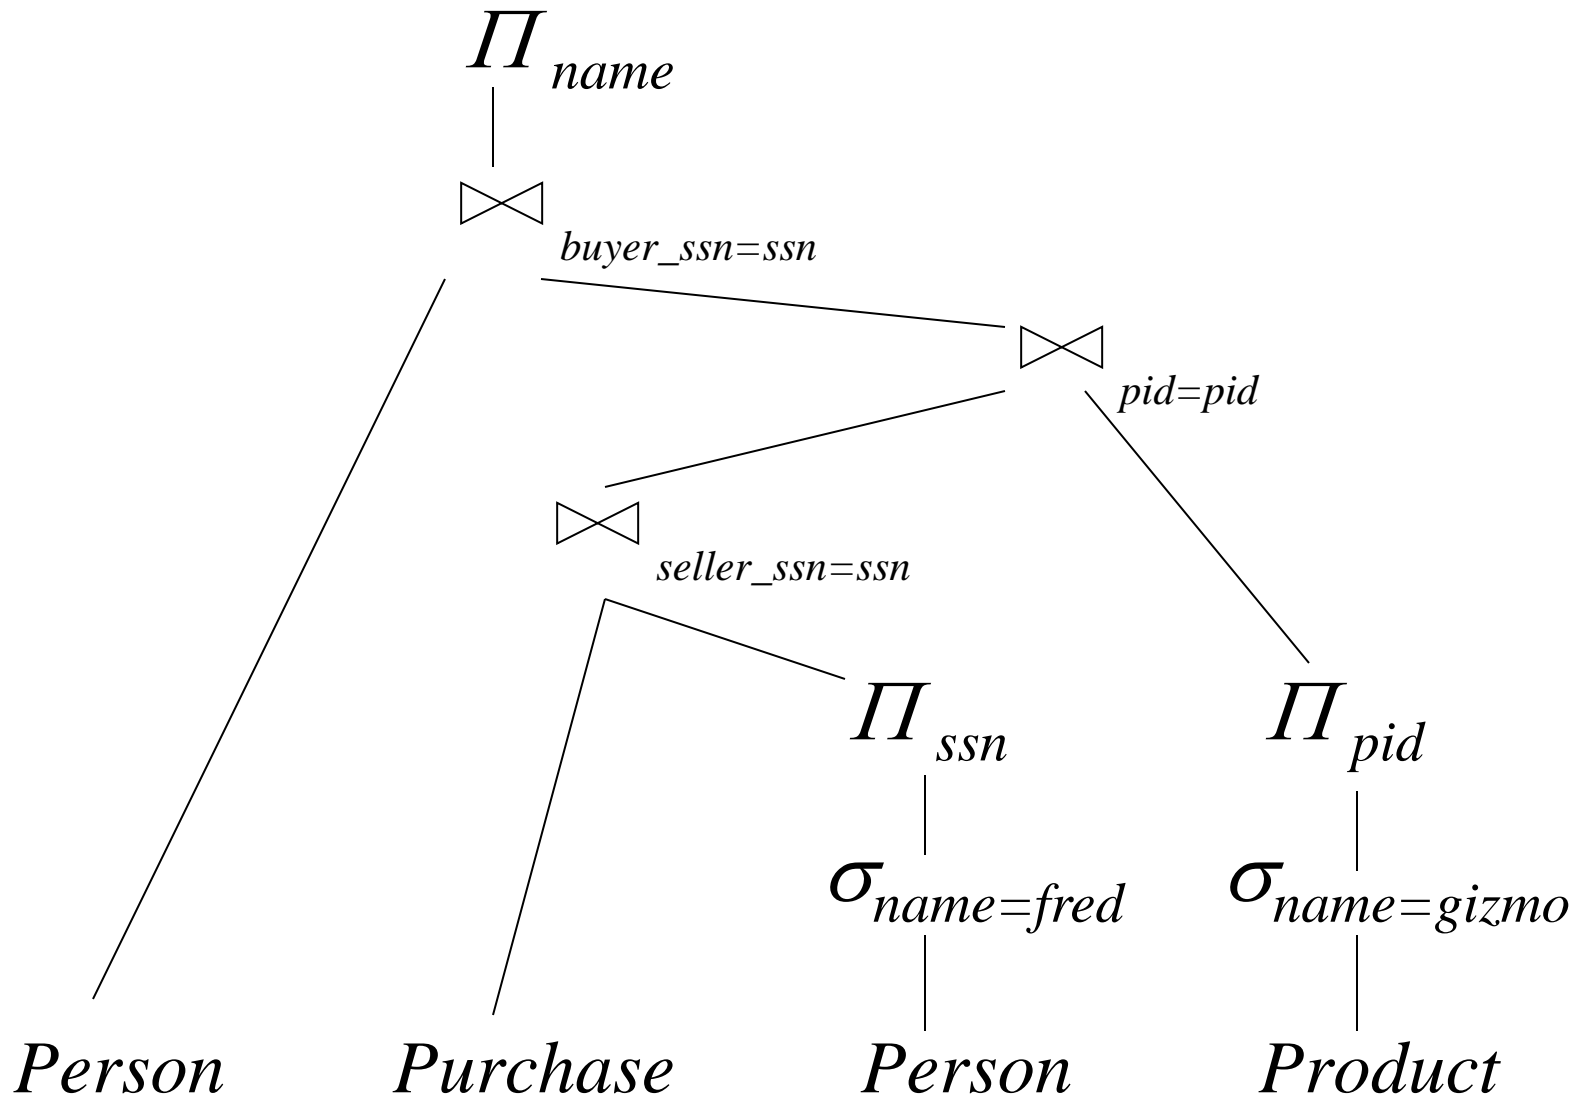 Π name
⋈ buyer_ssn=ssn
⋈ pid=pid
⋈ seller_ssn=ssn
Π ssn Π pid
σ name=fred σ name=gizmo
Person Purchase Person Product